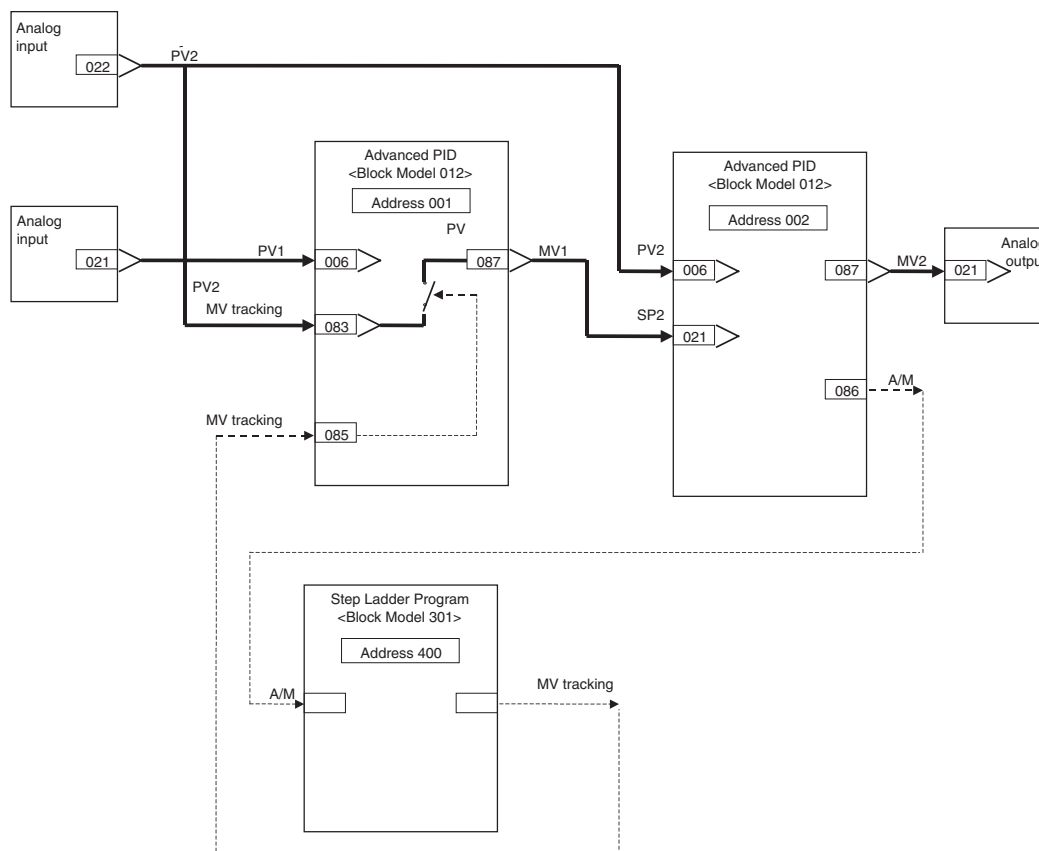 Analog
input
022
PV2
Analog
input
021
PV1
PV2
MV tracking
MV tracking
Advanced PID
<Block Model 012>
Address 001
PV
006
087
083
085
MV1
PV2
SP2
Advanced PID
<Block Model 012>
Address 002
006
087
021
086
MV2
A/M
021
Step Ladder Program
<Block Model 301>
Address 400
A/M
MV tracking